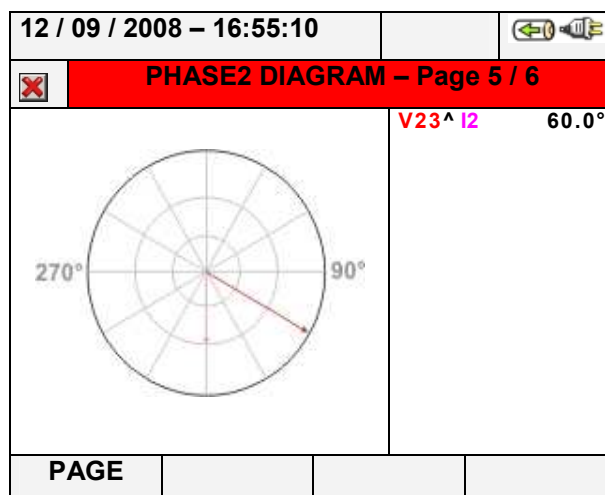 12 / 09 / 2008 – 16:55:10
PHASE2 DIAGRAM – Page 5 / 6
V23^ I2 60.0°
270° 90°
PAGE